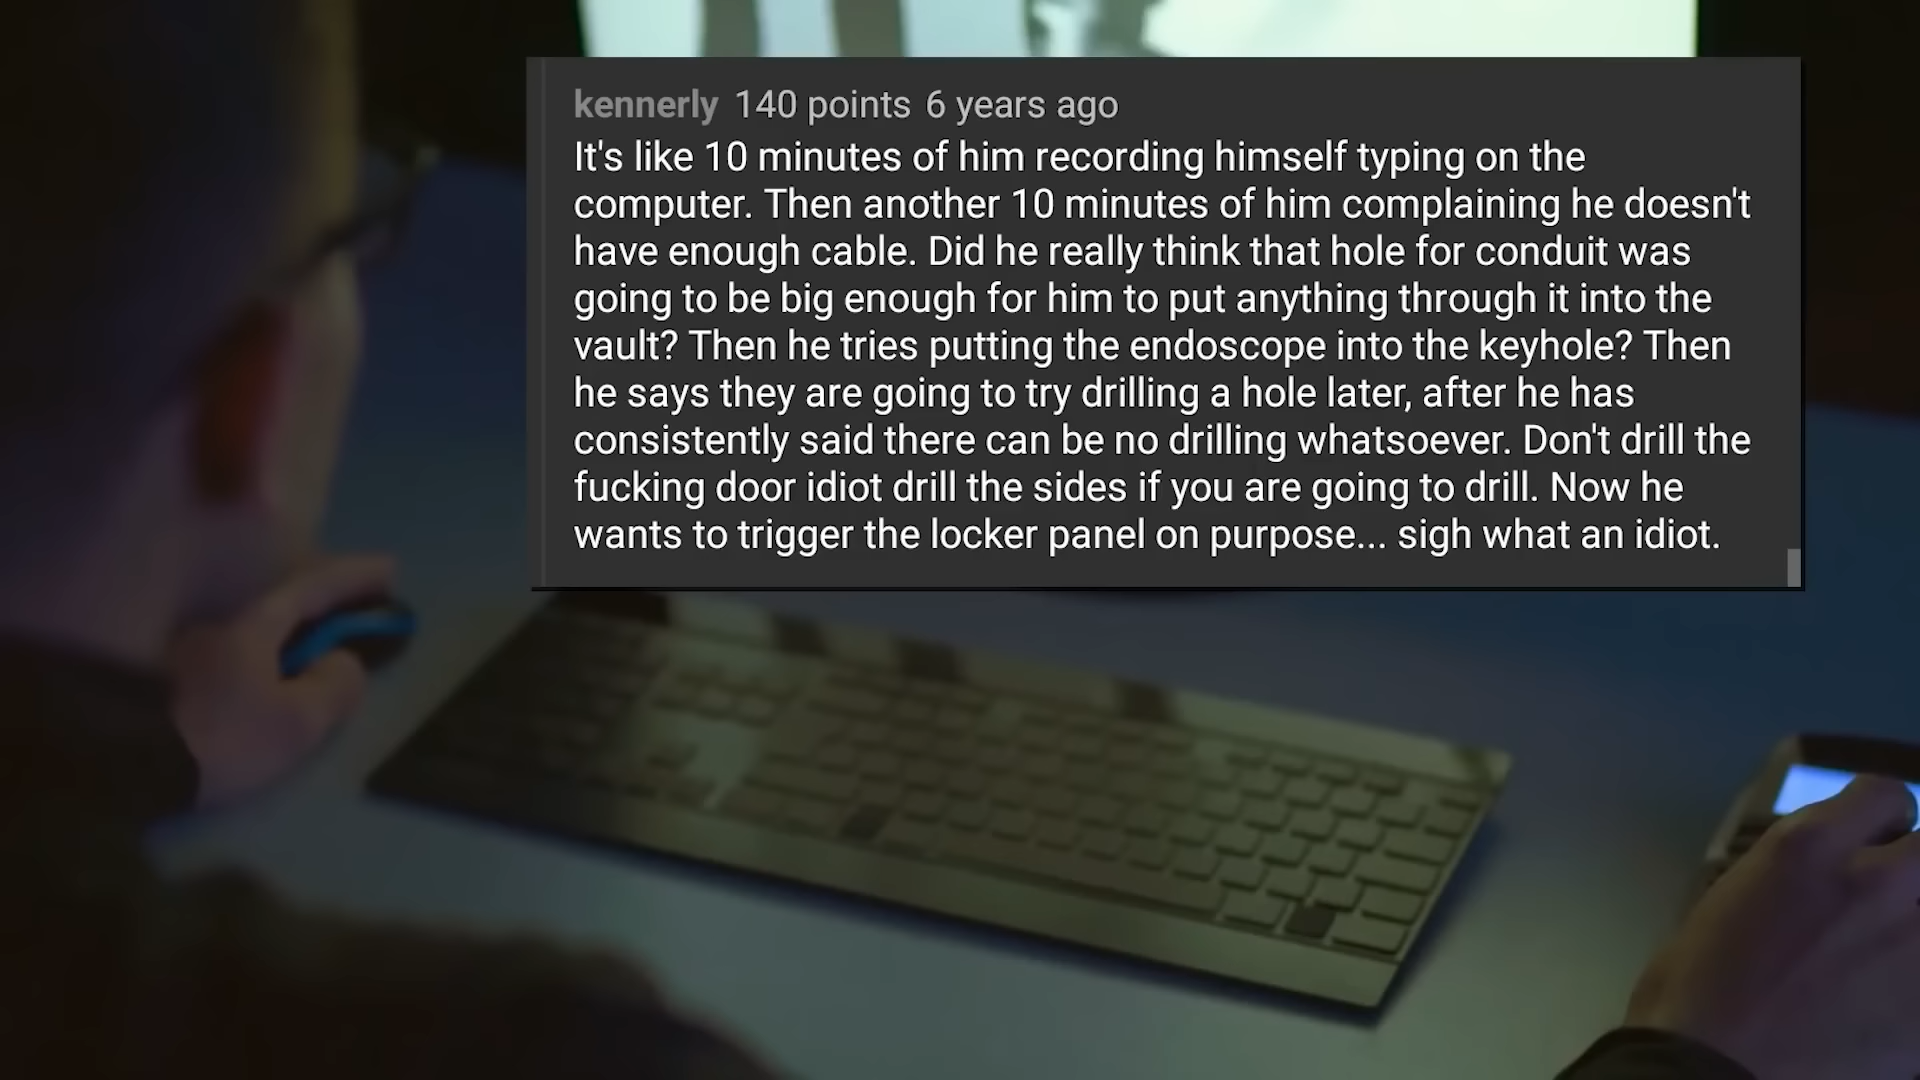 kennerly 140 points 6 years ago
It's like 10 minutes of him recording himself typing on the
computer. Then another 10 minutes of him complaining he doesn't
have enough cable. Did he really think that hole for conduit was
going to be big enough for him to put anything through it into the
vault? Then he tries putting the endoscope into the keyhole? Then
he says they are going to try drilling a hole later, after he has
consistently said there can be no drilling whatsoever. Don't drill the
fucking door idiot drill the sides if you are going to drill. Now he
wants to trigger the locker panel on purpose... sigh what an idiot.